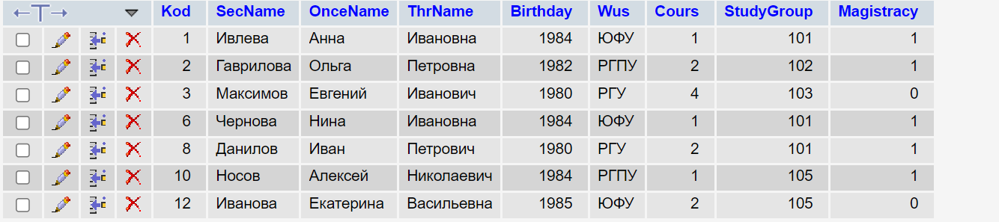 Kod SecName OnceName ThrName Birthday Wus Cours StudyGroup Magistracy
1 Ивлева Анна Ивановна 1984 ЮФУ 1 101 1
2 Гаврилова Ольга Петровна 1982 РГПУ 2 102 1
3 Максимов Евгений Иванович 1980 РГУ 4 103 0
6 Чернова Нина Ивановна 1984 ЮФУ 1 101 1
8 Данилов Иван Петрович 1980 РГУ 2 101 1
10 Носов Алексей Николаевич 1984 РГПУ 1 105 1
12 Иванова Екатерина Васильевна 1985 ЮФУ 2 105 0